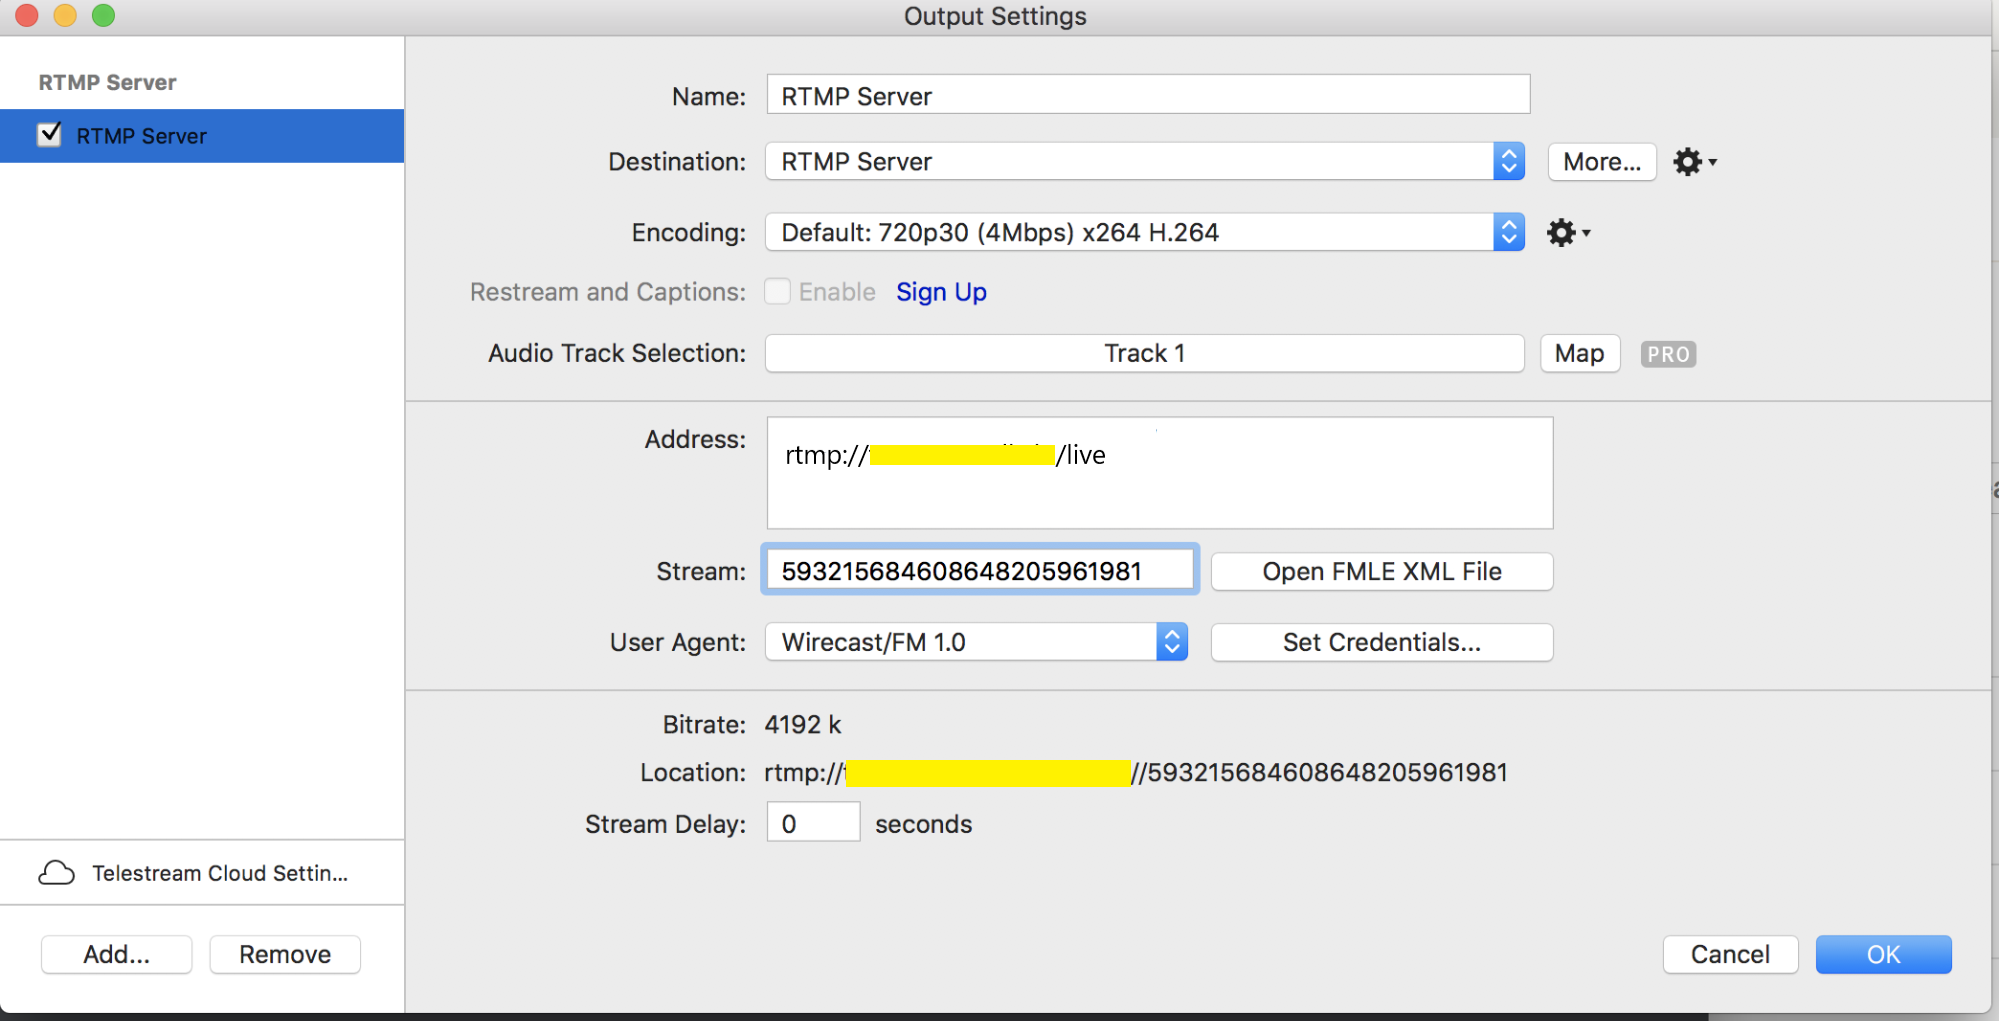 Output Settings
RTMP Server
RTMP Server
Name: RTMP Server
Destination: RTMP Server More...
Encoding: Default: 720p30 (4Mbps) x264 H.264
Restream and Captions: Enable Sign Up
Audio Track Selection: Track 1 Map PRO
Address:
rtmp:// /live
Stream: 593215684608648205961981 Open FMLE XML File
User Agent: Wirecast/FM 1.0 Set Credentials...
Bitrate: 4192 k
Location: rtmp:// //593215684608648205961981
Stream Delay: 0 seconds
Telestream Cloud Settin...
Add... Remove
Cancel OK